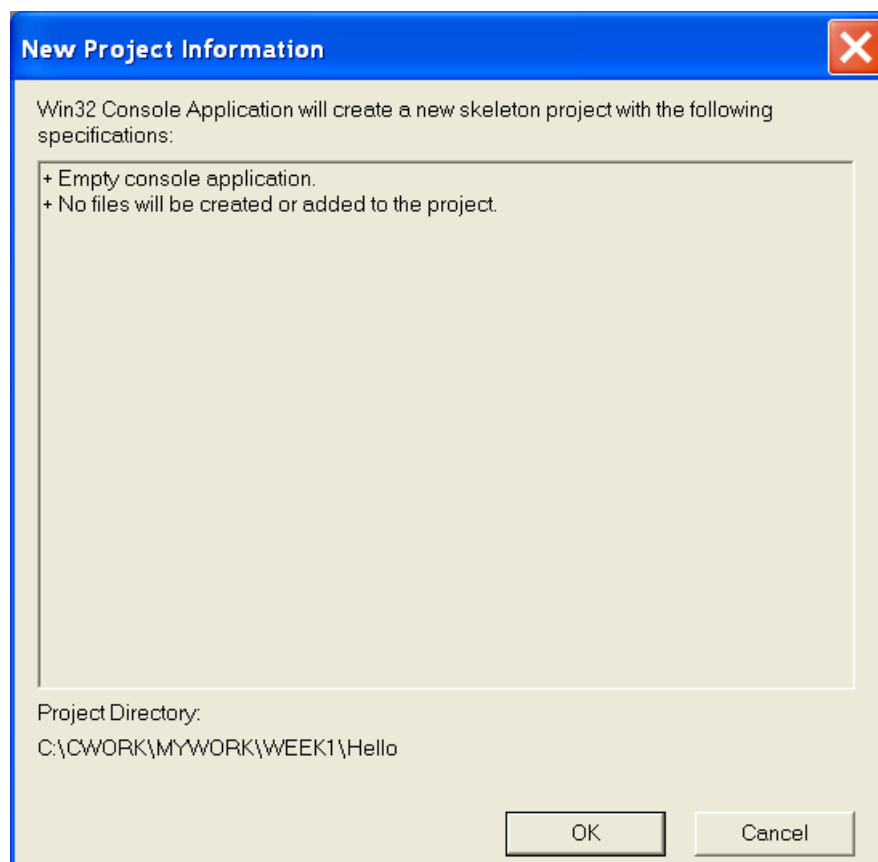 New Project Information
Win32 Console Application will create a new skeleton project with the following
specifications:
+ Empty console application.
+ No files will be created or added to the project.
Project Directory:
C:\CWORK\MYWORK\WEEK1\Hello
OK
Cancel